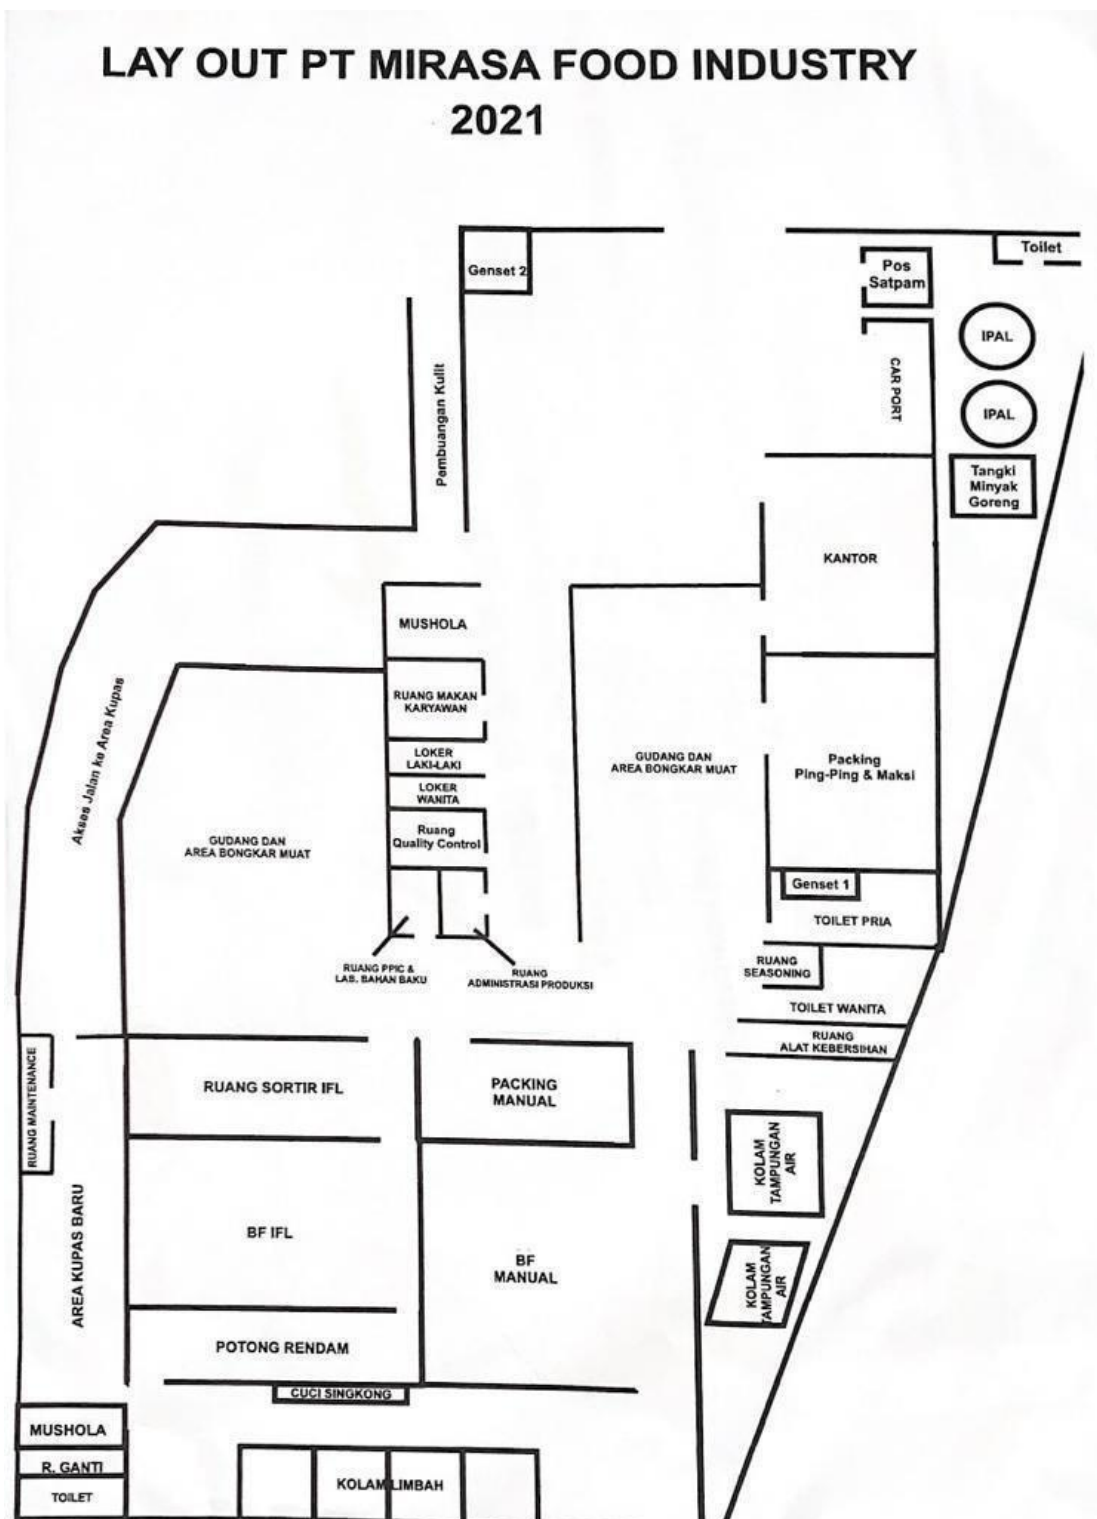 LAY OUT PT MIRASA FOOD INDUSTRY
2021
Genset 2
Toilet
Pos
Satpam
IPAL
CAR PORT
Pembuangan Kulit
IPAL
Tangki
Minyak
Goreng
KANTOR
MUSHOLA
RUANG MAKAN
KARYAWAN
Akses Jalan ke Area Kupas
LOKER
LAKI-LAKI
GUDANG DAN
AREA BONGKAR MUAT
Packing
Ping-Ping & Maksi
LOKER
WANITA
Ruang
Quality Control
GUDANG DAN
AREA BONGKAR MUAT
Genset 1
TOILET PRIA
RUANG PPIC &
LAB. BAHAN BAKU
RUANG
ADMINISTRASI PRODUKSI
RUANG
SEASONING
TOILET WANITA
RUANG
ALAT KEBERSIHAN
RUANG MAINTENANCE
RUANG SORTIR IFL
PACKING
MANUAL
KOLAM
TAMPUNGAN
AIR
AREA KUPAS BARU
BF IFL
BF
MANUAL
KOLAM
TAMPUNGAN
AIR
POTONG RENDAM
CUCI SINGKONG
MUSHOLA
R. GANTI
TOILET
KOLAM LIMBAH